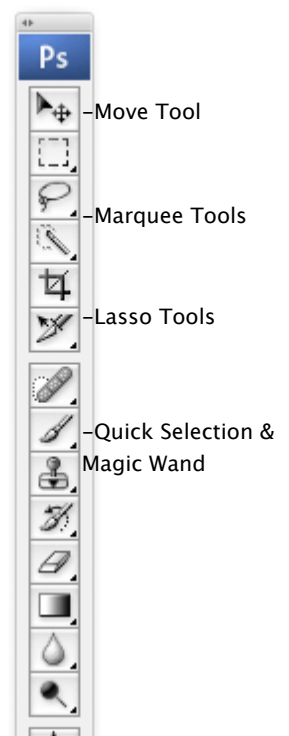 Ps
–Move Tool
–Marquee Tools
–Lasso Tools
–Quick Selection &
Magic Wand